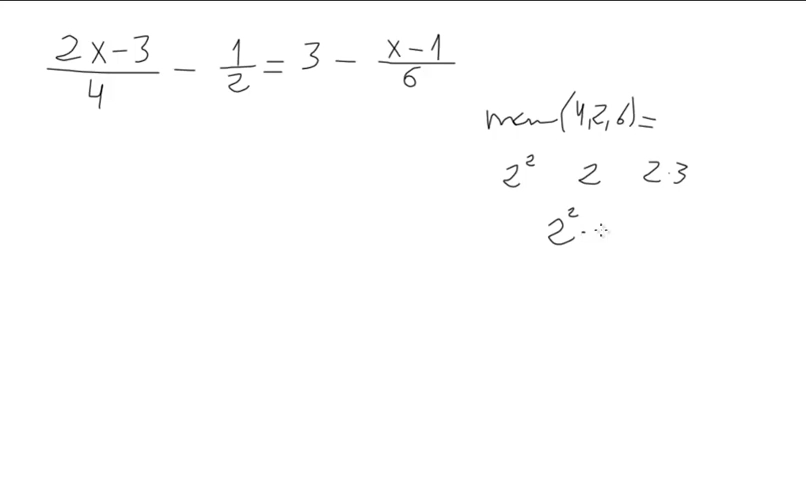 (2x-3)/4 - 1/2 = 3 - (x-1)/6
mcm(4,2,6)=
2² 2 2·3
2²·